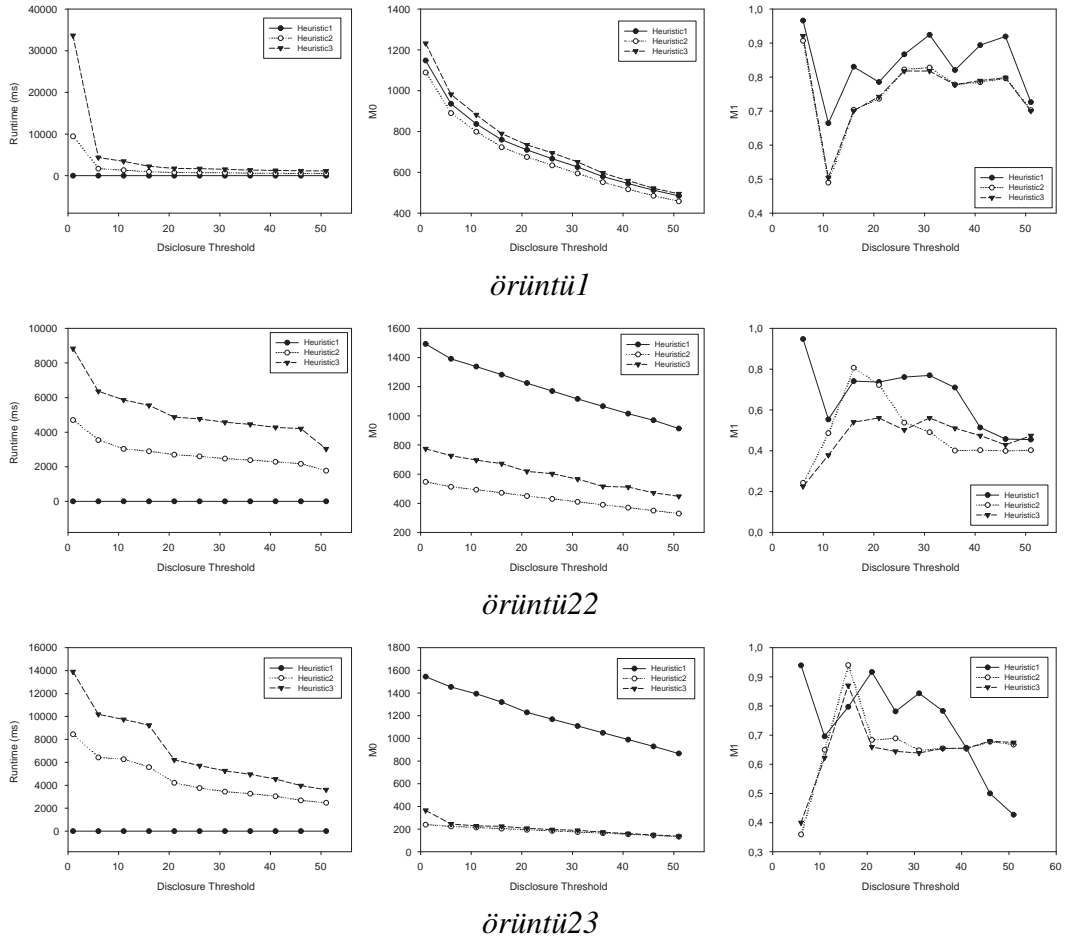 40000
30000
20000
10000
0
Runtime (ms)
Heuristic1
Heuristic2
Heuristic3
0 10 20 30 40 50
Dsiclosure Threshold
1400
1200
1000
800
600
400
M0
Heuristic1
Heuristic2
Heuristic3
0 10 20 30 40 50
Disclosure Threshold
1,0
0,9
0,8
0,7
0,6
0,5
0,4
M1
Heuristic1
Heuristic2
Heuristic3
0 10 20 30 40 50
Disclosure Threshold
örüntü1
10000
8000
6000
4000
2000
0
Runtime (ms)
Heuristic1
Heuristic2
Heuristic3
0 10 20 30 40 50
Disclosure Threshold
1600
1400
1200
1000
800
600
400
200
M0
Heuristic1
Heuristic2
Heuristic3
0 10 20 30 40 50
Disclosure Threshold
1,0
0,8
0,6
0,4
0,2
0,0
M1
Heuristic1
Heuristic2
Heuristic3
0 10 20 30 40 50
Disclosure Threshold
örüntü22
16000
14000
12000
10000
8000
6000
4000
2000
0
Runtime (ms)
Heuristic1
Heuristic2
Heuristic3
0 10 20 30 40 50
Disclosure Threshold
1800
1600
1400
1200
1000
800
600
400
200
0
M0
Heuristic1
Heuristic2
Heuristic3
0 10 20 30 40 50
Disclosure Threshold
1,0
0,9
0,8
0,7
0,6
0,5
0,4
0,3
M1
Heuristic1
Heuristic2
Heuristic3
0 10 20 30 40 50 60
Disclosure Threshold
örüntü23